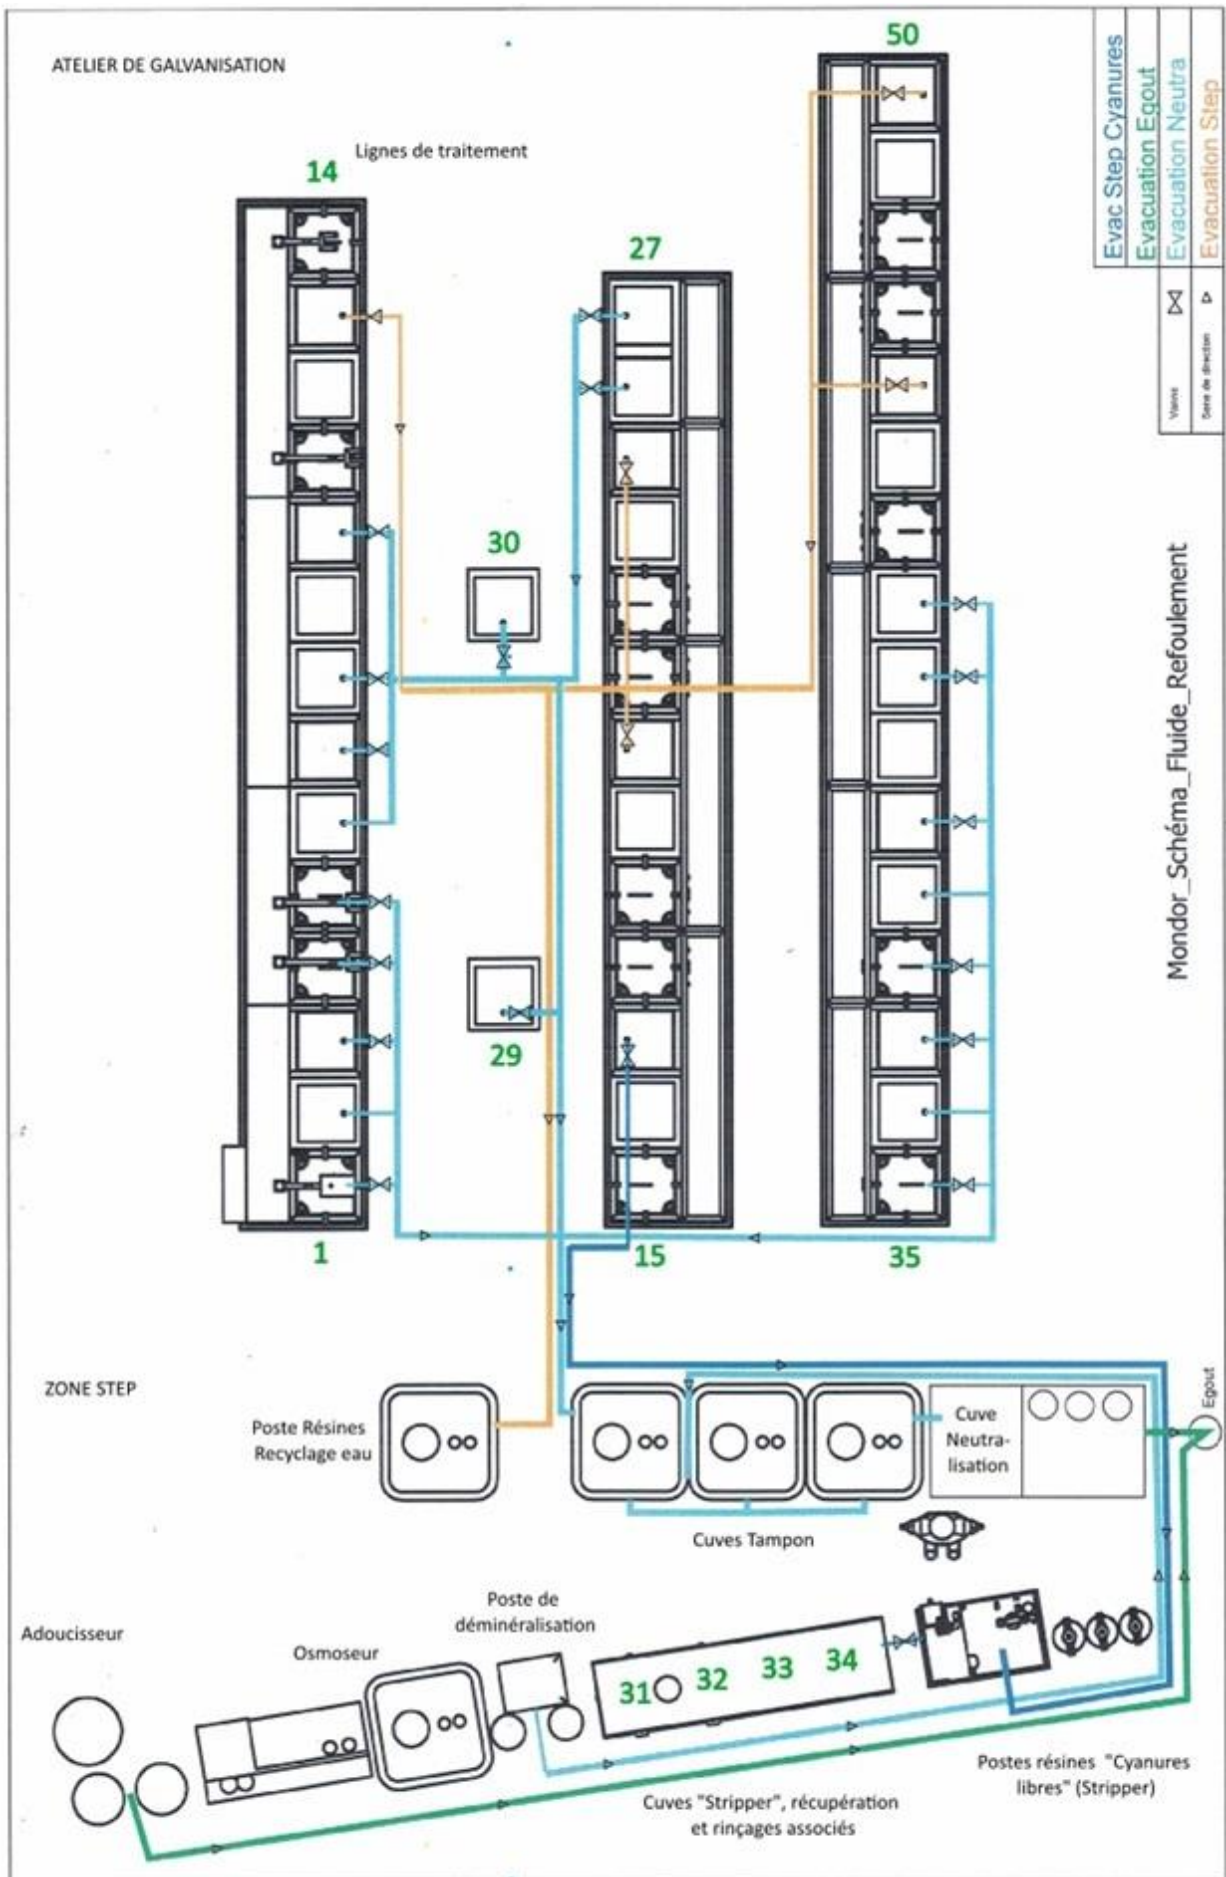 ATELIER DE GALVANISATION
50
Evac Step Cyanures
Evacuation Egout
Evacuation Neutra
Evacuation Step
Vanne
Sens de direction
Lignes de traitement
14
27
30
Mondor_Schéma_Fluide_Refoulement
29
1
15
35
ZONE STEP
Poste Résines
Recyclage eau
Cuve
Neutra-
lisation
Egout
Cuves Tampon
Poste de
déminéralisation
Adoucisseur
Osmoseur
31
32
33
34
Postes résines "Cyanures
libres" (Stripper)
Cuves "Stripper", récupération
et rinçages associés